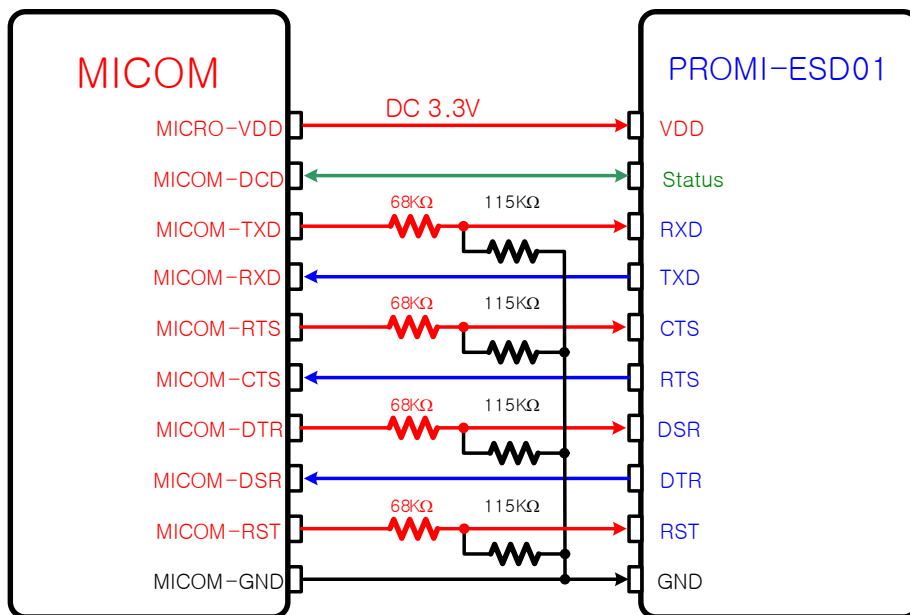 MICOM
PROMI-ESD01
DC 3.3V
MICRO-VDD
VDD
MICOM-DCD
Status
68KΩ
115KΩ
MICOM-TXD
RXD
MICOM-RXD
TXD
68KΩ
115KΩ
MICOM-RTS
CTS
MICOM-CTS
RTS
68KΩ
115KΩ
MICOM-DTR
DSR
MICOM-DSR
DTR
68KΩ
115KΩ
MICOM-RST
RST
MICOM-GND
GND